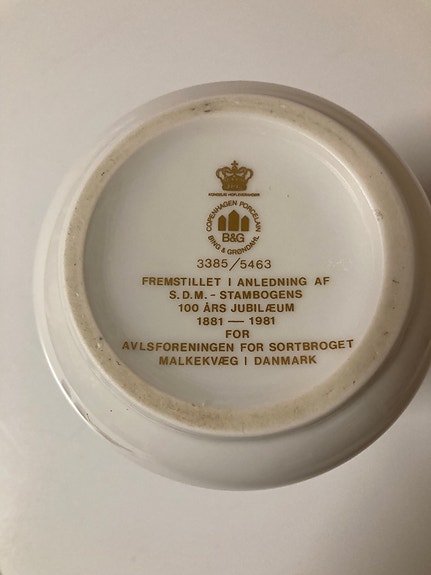 KONGELIG HOFLEVERANDØR
COPENHAGEN PORCELAIN
B&G
BING & GRØNDAHL
3385/5463
FREMSTILLET I ANLEDNING AF
S.D.M. - STAMBOGENS
100 ÅRS JUBILÆUM
1881 — 1981
FOR
AVLSFORENINGEN FOR SORTBROGET
MALKEKVÆG I DANMARK